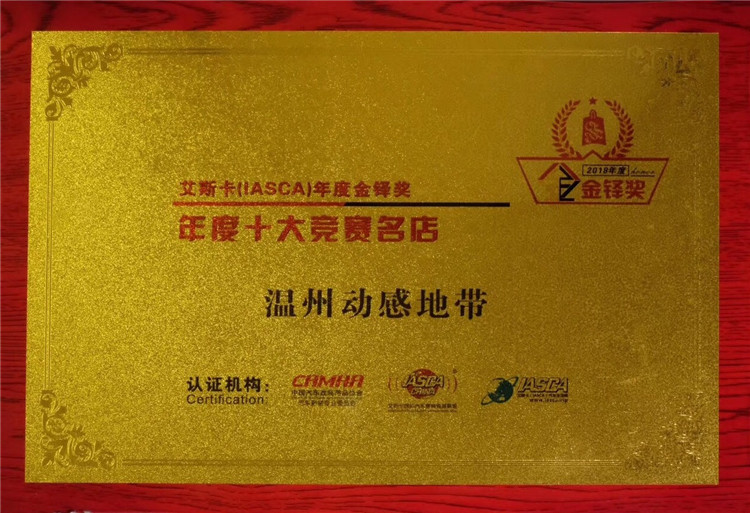 2018年度
金铎奖
艾斯卡(IASCA)年度金铎奖
年度十大竞赛名店
温州动感地带
认证机构：
Certification:
CAMRA
IASCA
IASCA